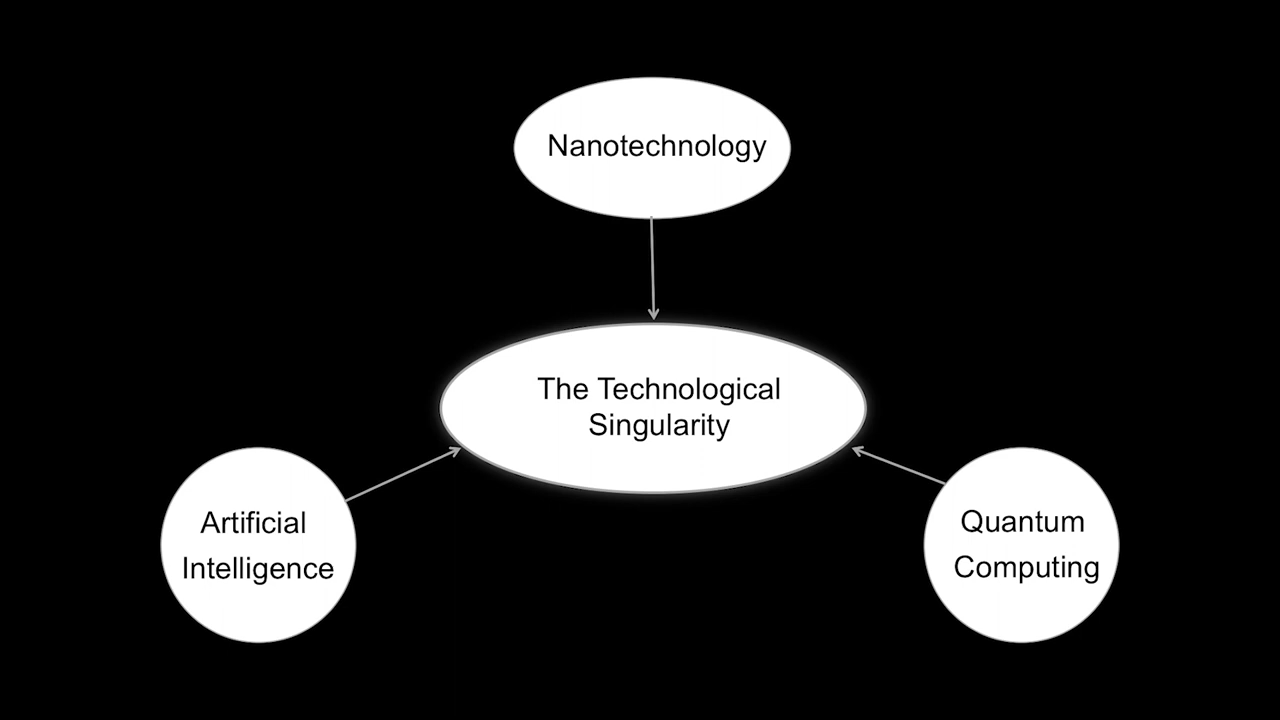 Nanotechnology
The Technological
Singularity
Artificial
Intelligence
Quantum
Computing